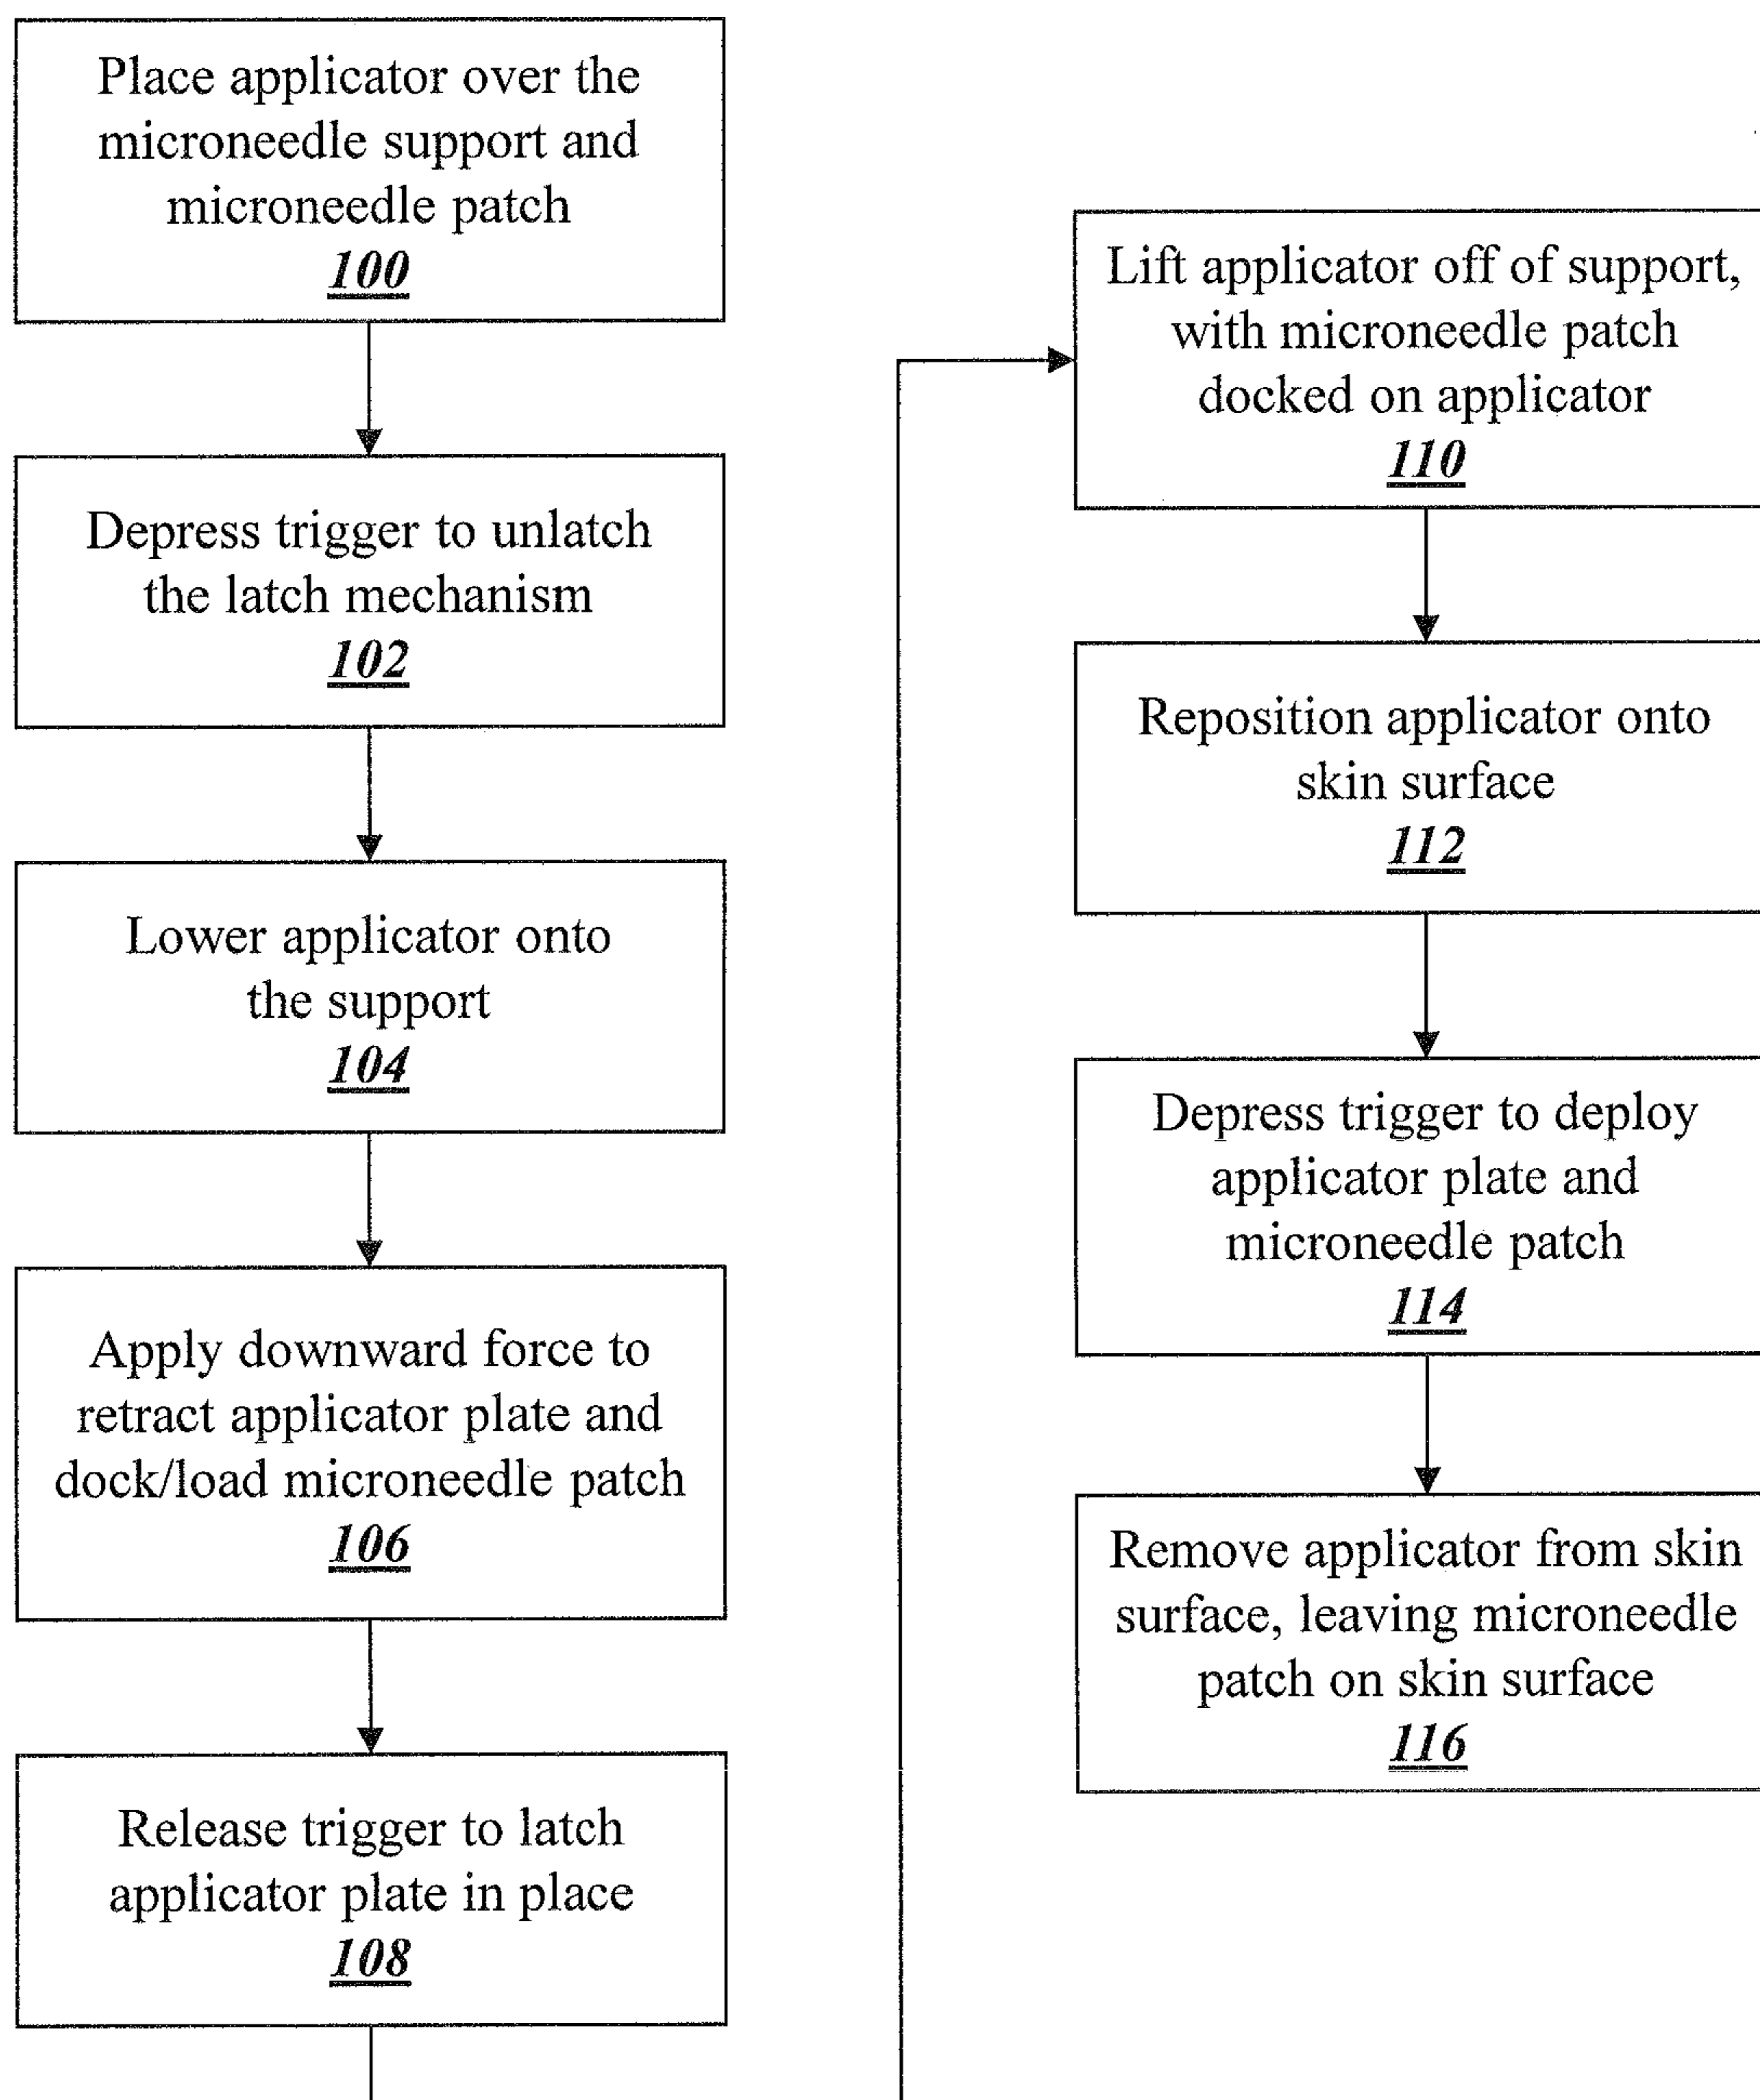 Place applicator over the
microneedle support and
microneedle patch
100
Depress trigger to unlatch
the latch mechanism
102
Lower applicator onto
the support
104
Apply downward force to
retract applicator plate and
dock/load microneedle patch
106
Release trigger to latch
applicator plate in place
108
Lift applicator off of support,
with microneedle patch
docked on applicator
110
Reposition applicator onto
skin surface
112
Depress trigger to deploy
applicator plate and
microneedle patch
114
Remove applicator from skin
surface, leaving microneedle
patch on skin surface
116